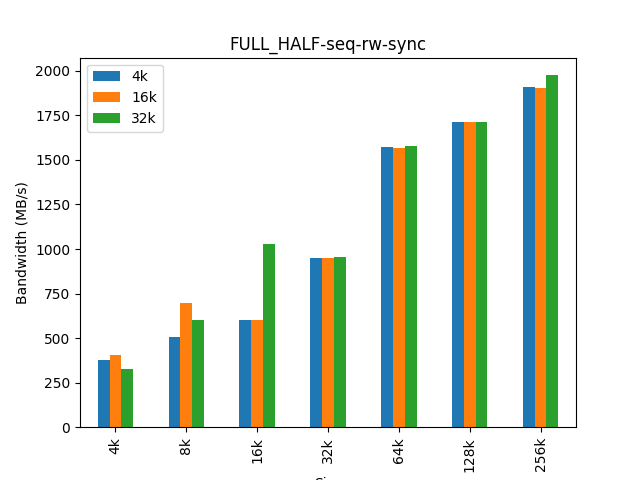 FULL_HALF-seq-rw-sync
4k
16k
32k
Bandwidth (MB/s)
2000
1750
1500
1250
1000
750
500
250
0
4k
8k
16k
32k
64k
128k
256k